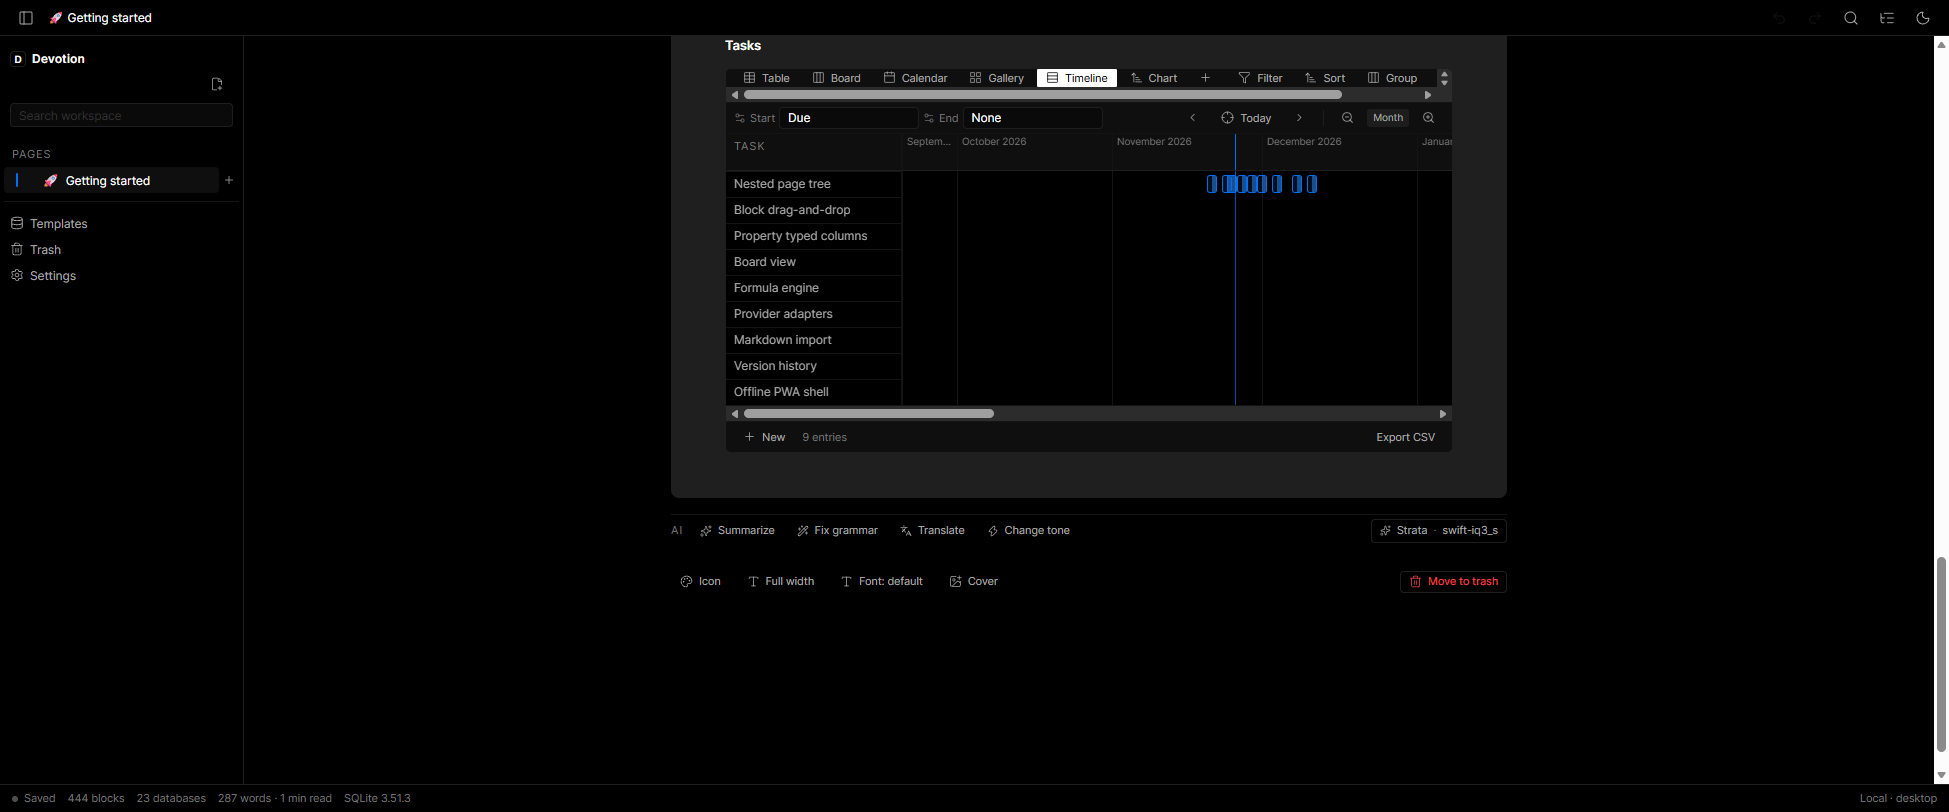 🚀 Getting started
D Devotion
Search workspace
PAGES
🚀 Getting started
Templates
Trash
Settings
Tasks
Table Board Calendar Gallery Timeline Chart Filter Sort Group
Start Due End None Today Month
TASK Septem... October 2026 November 2026 December 2026 Januar
Nested page tree
Block drag-and-drop
Property typed columns
Board view
Formula engine
Provider adapters
Markdown import
Version history
Offline PWA shell
+ New 9 entries Export CSV
AI Summarize Fix grammar Translate Change tone Strata · swift-iq3_s
Icon Full width Font: default Cover Move to trash
Saved 444 blocks 23 databases 287 words · 1 min read SQLite 3.51.3 Local · desktop